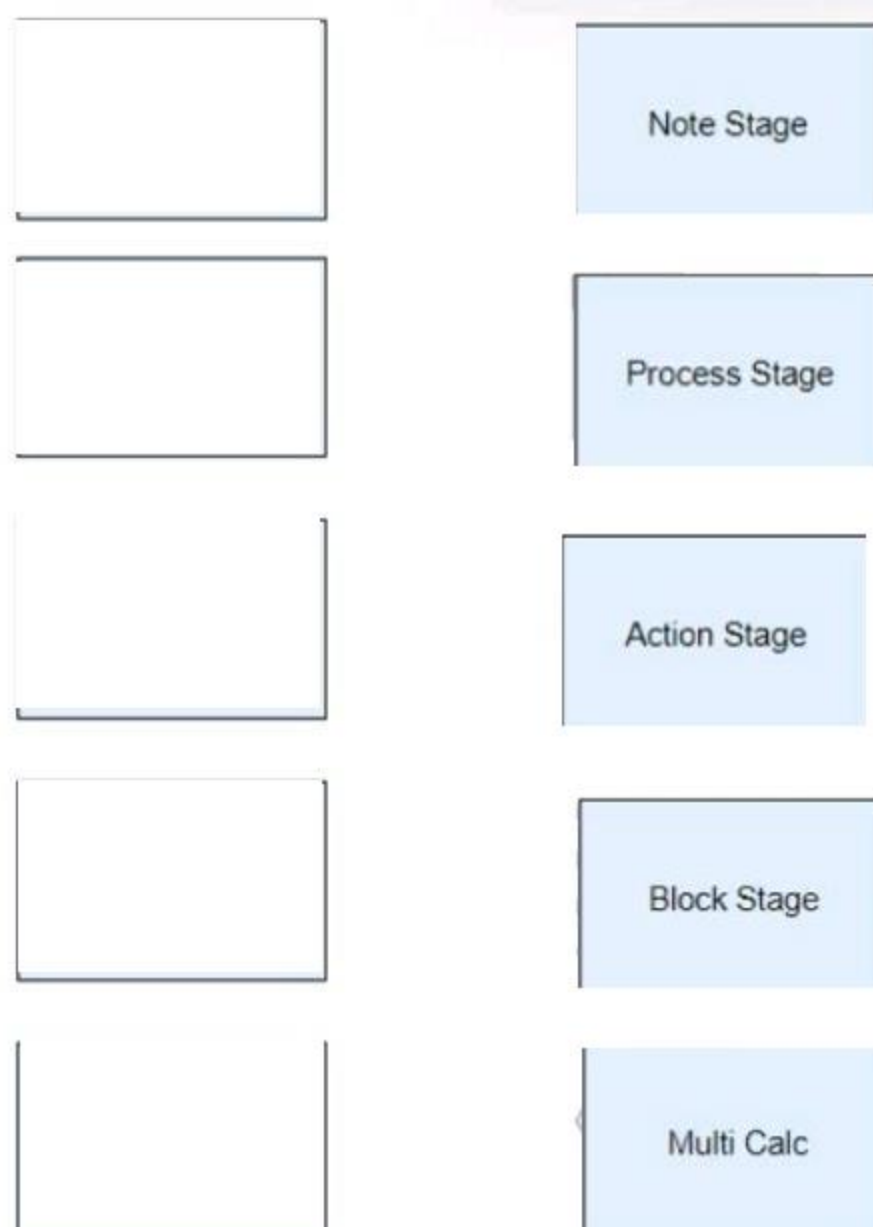 Note Stage
Process Stage
Action Stage
Block Stage
Multi Calc